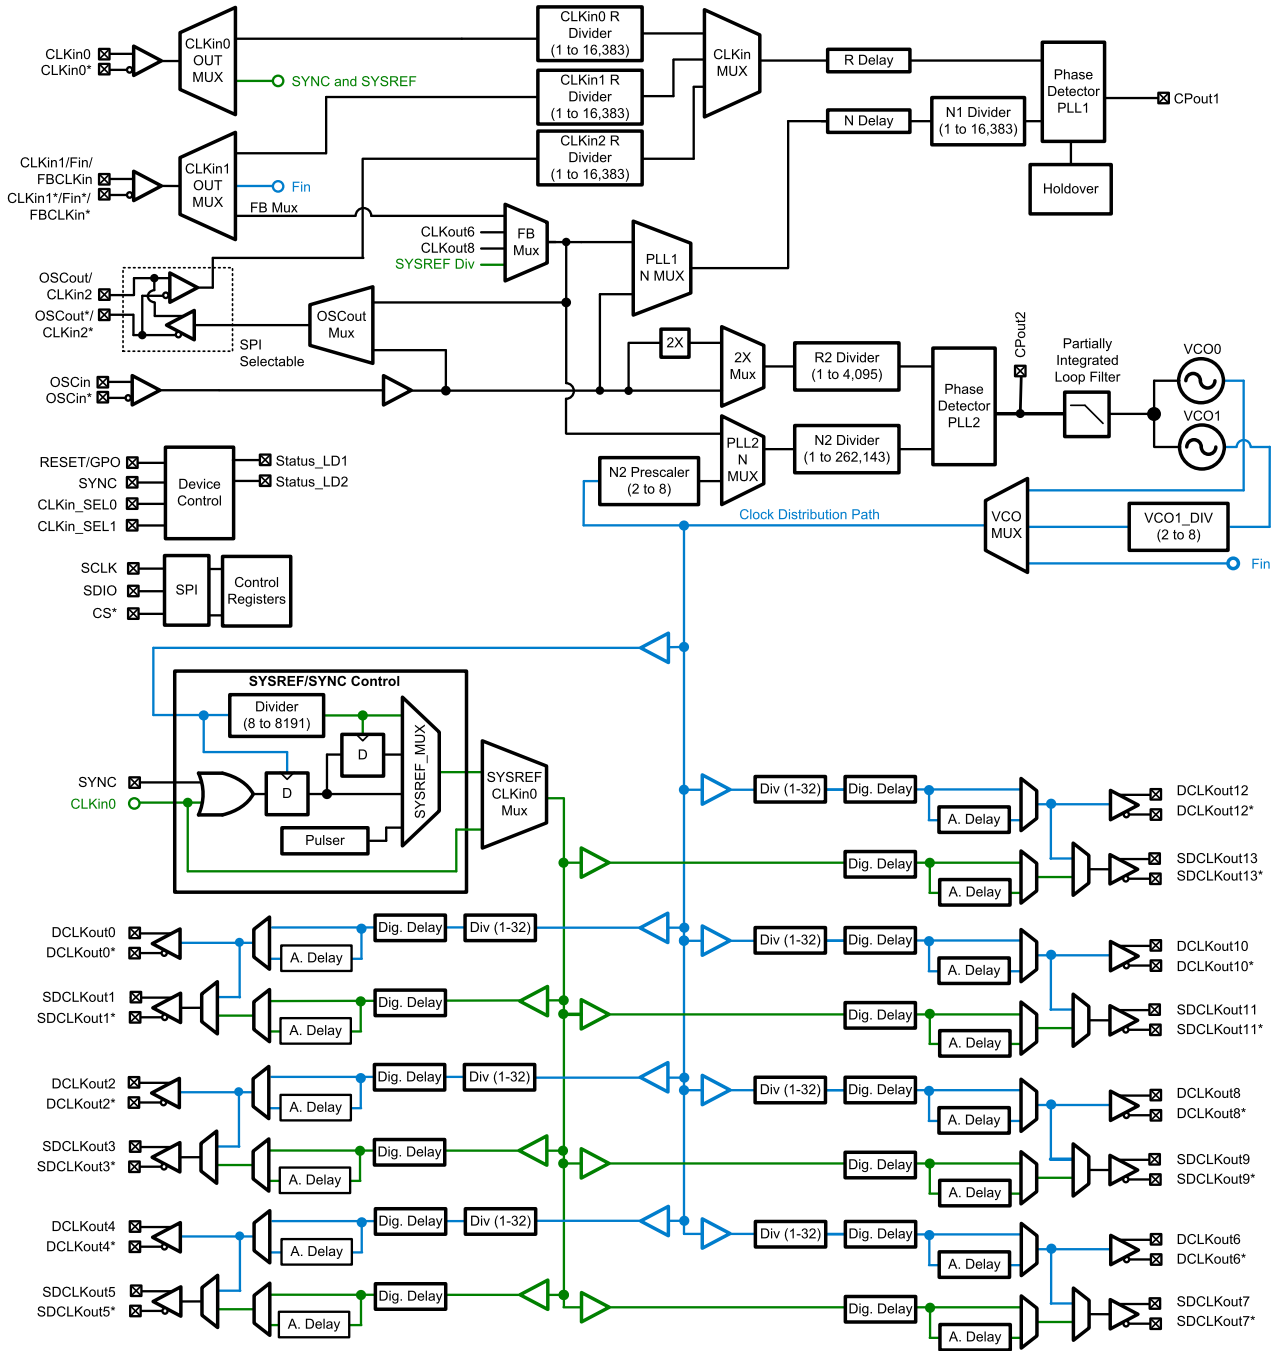 CLKin0
CLKin0*
CLKin0
OUT
MUX
SYNC and SYSREF
CLKin0 R
Divider
(1 to 16,383)
CLKin1 R
Divider
(1 to 16,383)
CLKin2 R
Divider
(1 to 16,383)
CLKin
MUX
R Delay
N Delay
N1 Divider
(1 to 16,383)
Phase
Detector
PLL1
CPout1
Holdover
CLKin1/Fin/
FBCLKin
CLKin1*/Fin*/
FBCLKin*
CLKin1
OUT
MUX
Fin
FB Mux
CLKout6
CLKout8
SYSREF Div
FB
Mux
PLL1
N MUX
OSCout/
CLKin2
OSCout*/
CLKin2*
SPI
Selectable
OSCout
Mux
OSCin
OSCin*
2X
2X
Mux
R2 Divider
(1 to 4,095)
Phase
Detector
PLL2
CPout2
Partially
Integrated
Loop Filter
VCO0
VCO1
PLL2
N
MUX
N2 Divider
(1 to 262,143)
N2 Prescaler
(2 to 8)
Clock Distribution Path
VCO
MUX
VCO1_DIV
(2 to 8)
Fin
RESET/GPO
SYNC
CLKin_SEL0
CLKin_SEL1
Device
Control
Status_LD1
Status_LD2
SCLK
SDIO
CS*
SPI
Control
Registers
SYSREF/SYNC Control
Divider
(8 to 8191)
D
D
Pulser
SYSREF_MUX
SYNC
CLKin0
SYSREF
CLKin0
Mux
Div (1-32)
Dig. Delay
A. Delay
DCLKout12
DCLKout12*
Dig. Delay
A. Delay
SDCLKout13
SDCLKout13*
DCLKout0
DCLKout0*
A. Delay
Dig. Delay
Div (1-32)
Div (1-32)
Dig. Delay
A. Delay
DCLKout10
DCLKout10*
SDCLKout1
SDCLKout1*
A. Delay
Dig. Delay
Dig. Delay
A. Delay
SDCLKout11
SDCLKout11*
DCLKout2
DCLKout2*
A. Delay
Dig. Delay
Div (1-32)
Div (1-32)
Dig. Delay
A. Delay
DCLKout8
DCLKout8*
SDCLKout3
SDCLKout3*
A. Delay
Dig. Delay
Dig. Delay
A. Delay
SDCLKout9
SDCLKout9*
DCLKout4
DCLKout4*
A. Delay
Dig. Delay
Div (1-32)
Div (1-32)
Dig. Delay
A. Delay
DCLKout6
DCLKout6*
SDCLKout5
SDCLKout5*
A. Delay
Dig. Delay
Dig. Delay
A. Delay
SDCLKout7
SDCLKout7*